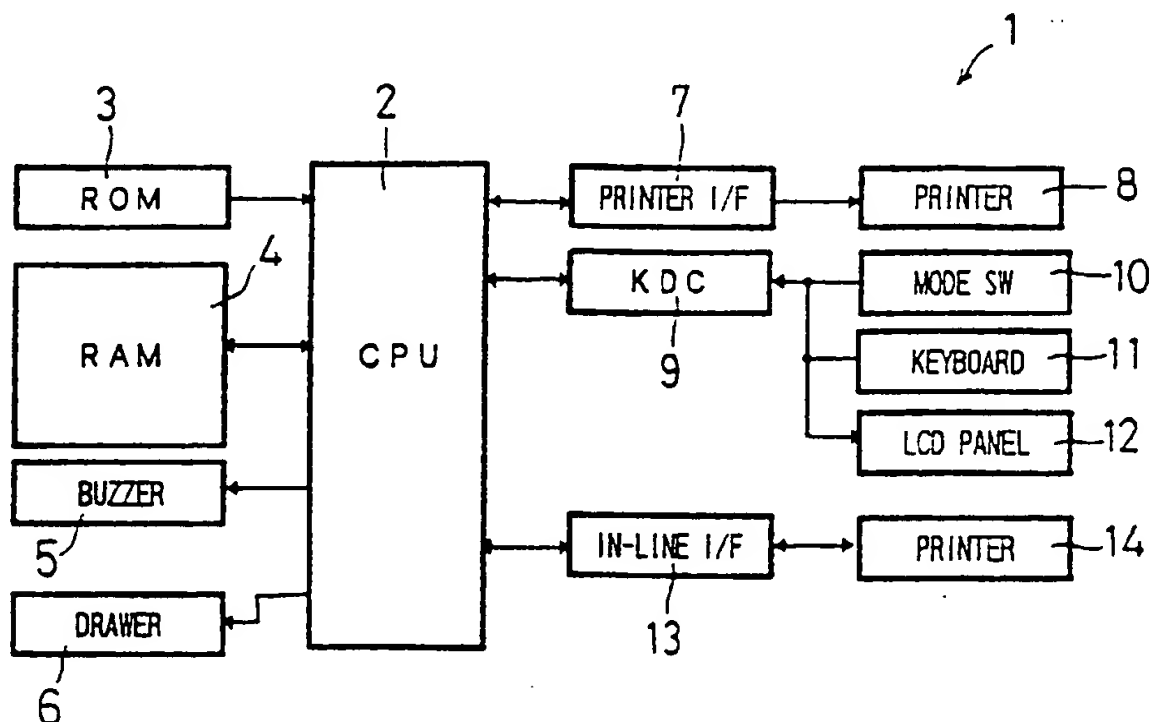 1
3
2
7
ROM
PRINTER I/F
PRINTER
8
4
KDC
MODE SW
10
RAM
CPU
9
KEYBOARD
11
LCD PANEL
12
BUZZER
5
IN-LINE I/F
PRINTER
14
DRAWER
13
6